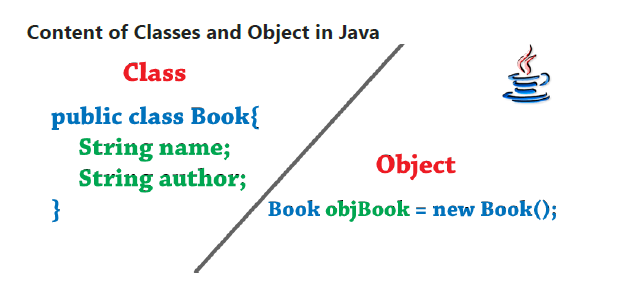 Content of Classes and Object in Java
Class
public class Book{
String name;
String author;
}
Object
Book objBook = new Book();